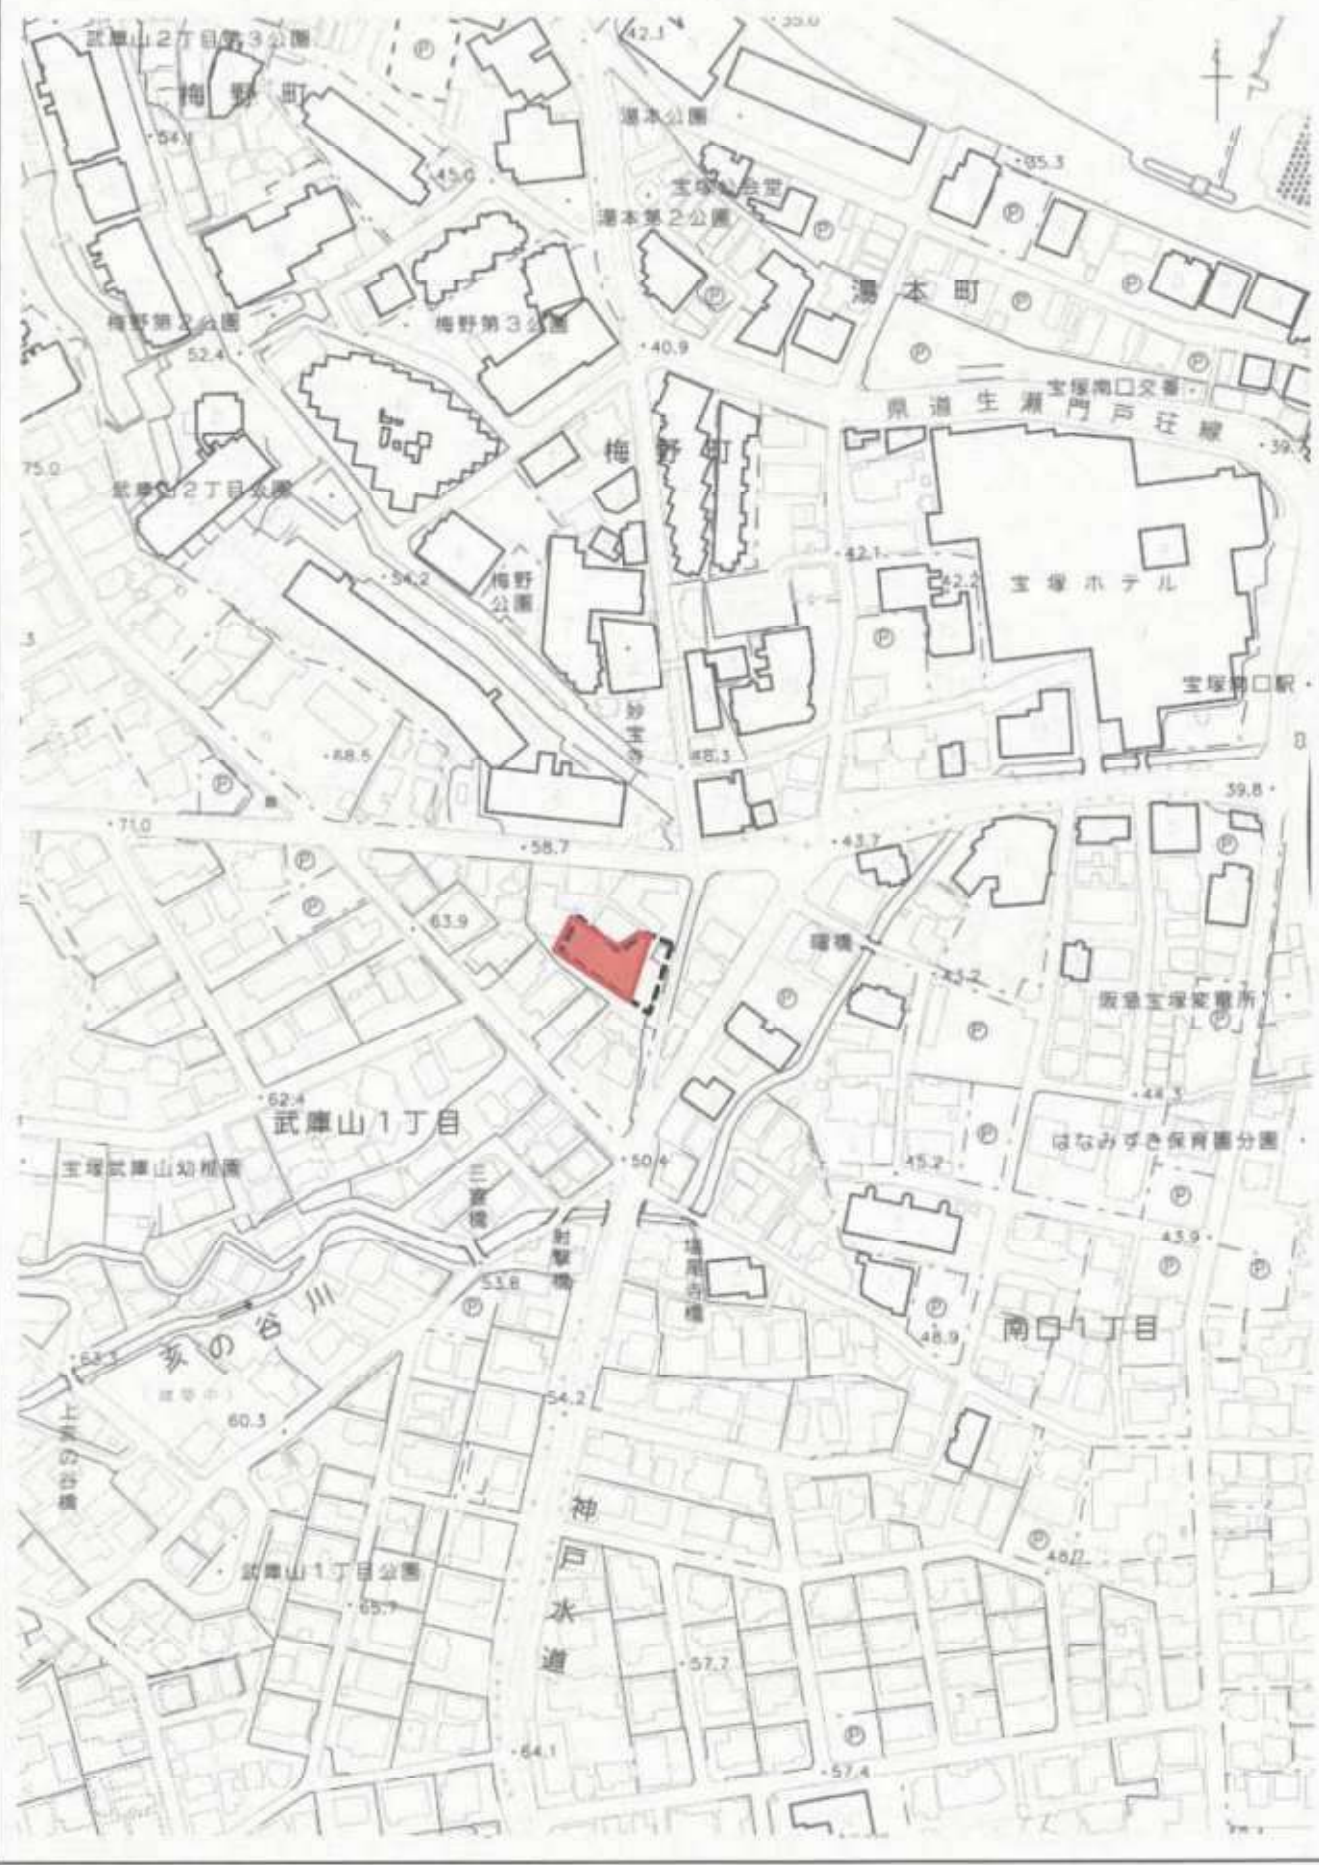 35.0
42.1
武庫山2丁目第3公園
Ⓟ
梅野町
湯本公園
54.1
35.3
45.0
宝塚公会堂
湯本第2公園
Ⓟ
Ⓟ
湯本町
Ⓟ
Ⓟ
Ⓟ
梅野第2公園
梅野第3公園
52.4
40.9
Ⓟ
Ⓟ
宝塚南口交番
県道生瀬門戸荘線
39.7
梅野町
75.0
武庫山2丁目公園
42.1
54.2
梅野公園
42.2
宝塚ホテル
Ⓟ
宝塚南口駅
妙宝寺
68.5
48.3
Ⓟ
39.8
71.0
58.7
43.7
Ⓟ
Ⓟ
Ⓟ
63.9
曙橋
43.2
Ⓟ
阪急宝塚変電所
Ⓟ
Ⓟ
62.4
44.3
武庫山1丁目
Ⓟ
はなみずき保育園分園
宝塚武庫山幼稚園
50.4
45.2
三宮橋
Ⓟ
射撃橋
塩尾寺橋
43.9
Ⓟ
Ⓟ
53.8
Ⓟ
Ⓟ
亥の谷川
48.9
南口1丁目
63.3
(建築中)
54.2
60.3
上亥の谷橋
神戸水道
Ⓟ
48.0
武庫山1丁目公園
65.7
57.7
Ⓟ
64.1
57.4